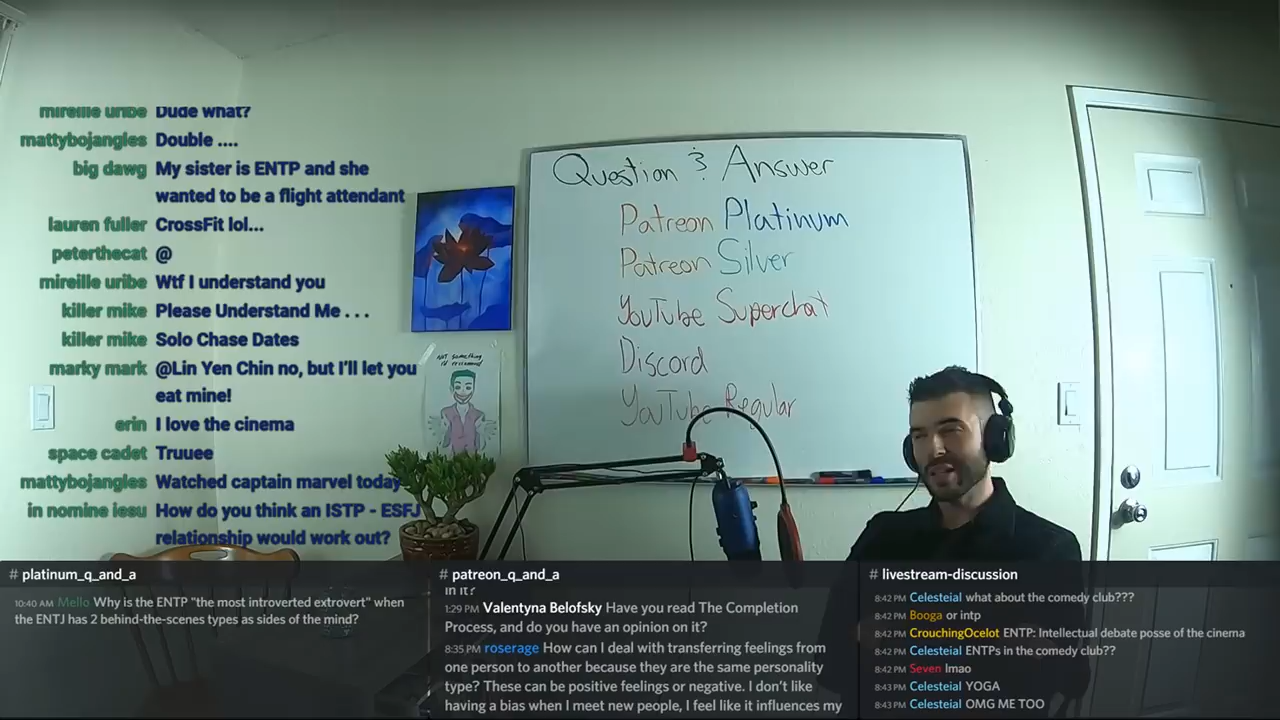 mireille uribe Dude what?
mattybojangles Double ....
big dawg My sister is ENTP and she
wanted to be a flight attendant
lauren fuller CrossFit lol...
peterthecat @
mireille uribe Wtf I understand you
killer mike Please Understand Me . . .
killer mike Solo Chase Dates
marky mark @Lin Yen Chin no, but I'll let you
eat mine!
erin I love the cinema
space cadet Truuee
mattybojangles Watched captain marvel today
in nomine iesu How do you think an ISTP - ESFJ
relationship would work out?
Question & Answer
Patreon Platinum
Patreon Silver
YouTube Superchat
Discord
YouTube Regular
NOT something
# platinum_q_and_a
10:40 AM Mello Why is the ENTP "the most introverted extrovert" when
the ENTJ has 2 behind-the-scenes types as sides of the mind?
# patreon_q_and_a
in it?
1:29 PM Valentyna Belofsky Have you read The Completion
Process, and do you have an opinion on it?
8:35 PM roserage How can I deal with transferring feelings from
one person to another because they are the same personality
type? These can be positive feelings or negative. I don't like
having a bias when I meet new people, I feel like it influences my
# livestream-discussion
8:42 PM Celesteial what about the comedy club???
8:42 PM Booga or intp
8:42 PM CrouchingOcelot ENTP: Intellectual debate posse of the cinema
8:42 PM Celesteial ENTPs in the comedy club??
8:42 PM Seven lmao
8:43 PM Celesteial YOGA
8:43 PM Celesteial OMG ME TOO